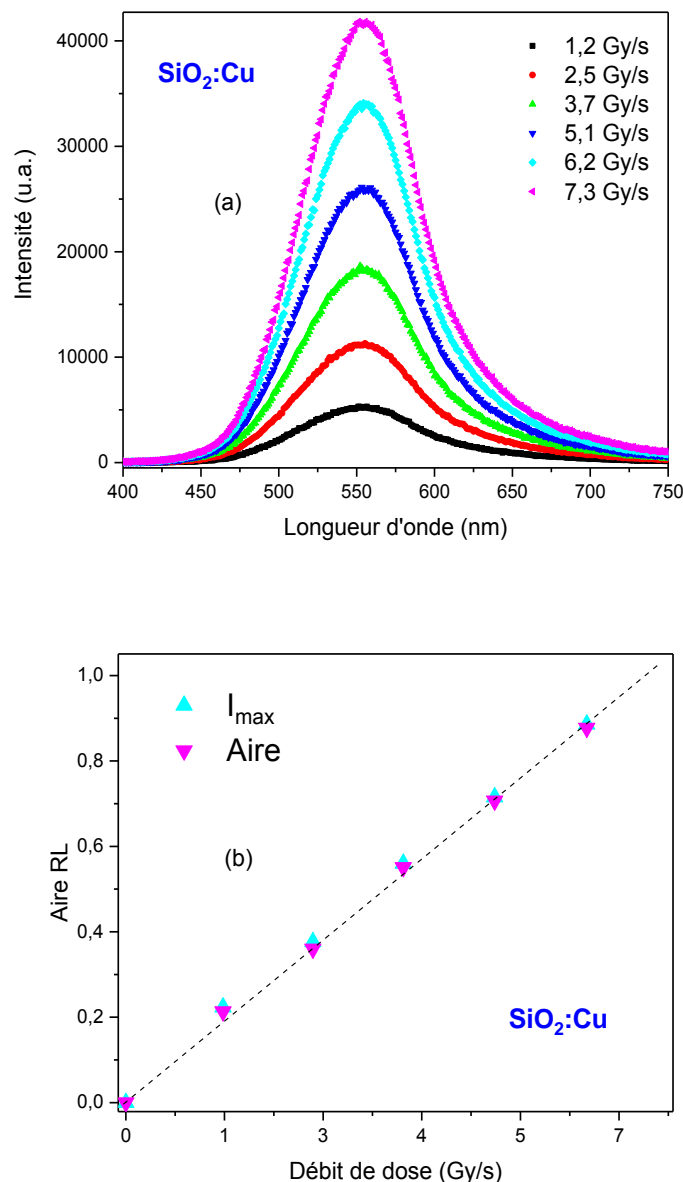 40000
30000
20000
10000
0
Intensité (u.a.)
SiO2:Cu
(a)
1,2 Gy/s
2,5 Gy/s
3,7 Gy/s
5,1 Gy/s
6,2 Gy/s
7,3 Gy/s
400 450 500 550 600 650 700 750
Longueur d'onde (nm)
1,0
0,8
0,6
0,4
0,2
0,0
Aire RL
Imax
Aire
(b)
SiO2:Cu
0 1 3 4 5 7
Débit de dose (Gy/s)